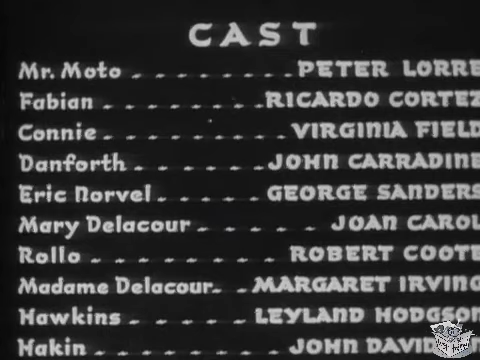 CAST
Mr. Moto . . . . . . . . PETER LORRE
Fabian . . . . . . . . . RICARDO CORTEZ
Connie . . . . . . . . . VIRGINIA FIELD
Danforth . . . . . . . JOHN CARRADINE
Eric Norvel . . . . . GEORGE SANDERS
Mary Delacour . . . . . . JOAN CAROL
Rollo . . . . . . . . . . ROBERT COOTE
Madame Delacour . . MARGARET IRVING
Hawkins . . . . . . . LEYLAND HODGSON
Hakin . . . . . . . . JOHN